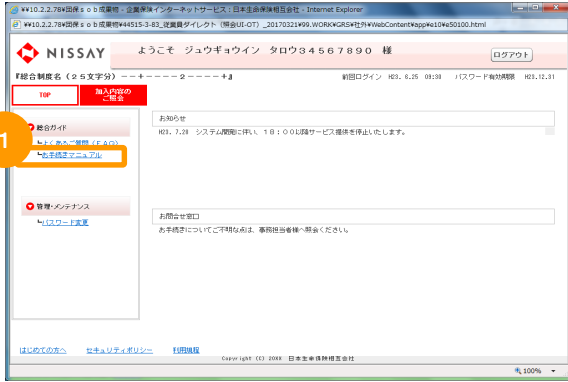 ¥¥10.2.2.78¥団保ｓｏｂ成果物 - 企業保険インターネットサービス：日本生命保険相互会社 - Internet Explorer
¥¥10.2.2.78¥団保ｓｏｂ成果物¥44515-3-83_従業員ダイレクト（照会UI-OT）_20170321¥99.WORK¥GRS¥社外¥WebContent¥app¥e10¥e50100.html
NISSAY
ようこそ　ジュウギョウイン　タロウ３４５６７８９０　様
ログアウト
『総合制度名（２５文字分）－－＋－－－－２－－－－＋』
前回ログイン　H23. 6.25　09:30　パスワード有効期限　H23.12.31
TOP
加入内容の
ご照会
お知らせ
H23. 7.20　システム開発に伴い、１８：００以降サービス提供を停止いたします。
1
総合ガイド
よくあるご質問（ＦＡＱ）
お手続きマニュアル
管理・メンテナンス
パスワード変更
お問合せ窓口
お手続きについてご不明な点は、事務担当者様へ照会ください。
はじめての方へ　セキュリティポリシー　利用規程
Copyright (C) 20XX　日本生命保険相互会社
100%